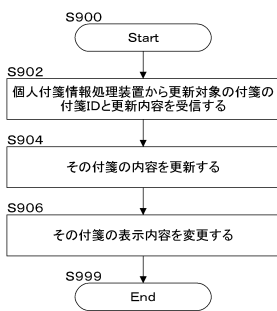 S900
Start
S902
個人付箋情報処理装置から更新対象の付箋の
付箋IDと更新内容を受信する
S904
その付箋の内容を更新する
S906
その付箋の表示内容を変更する
S999
End